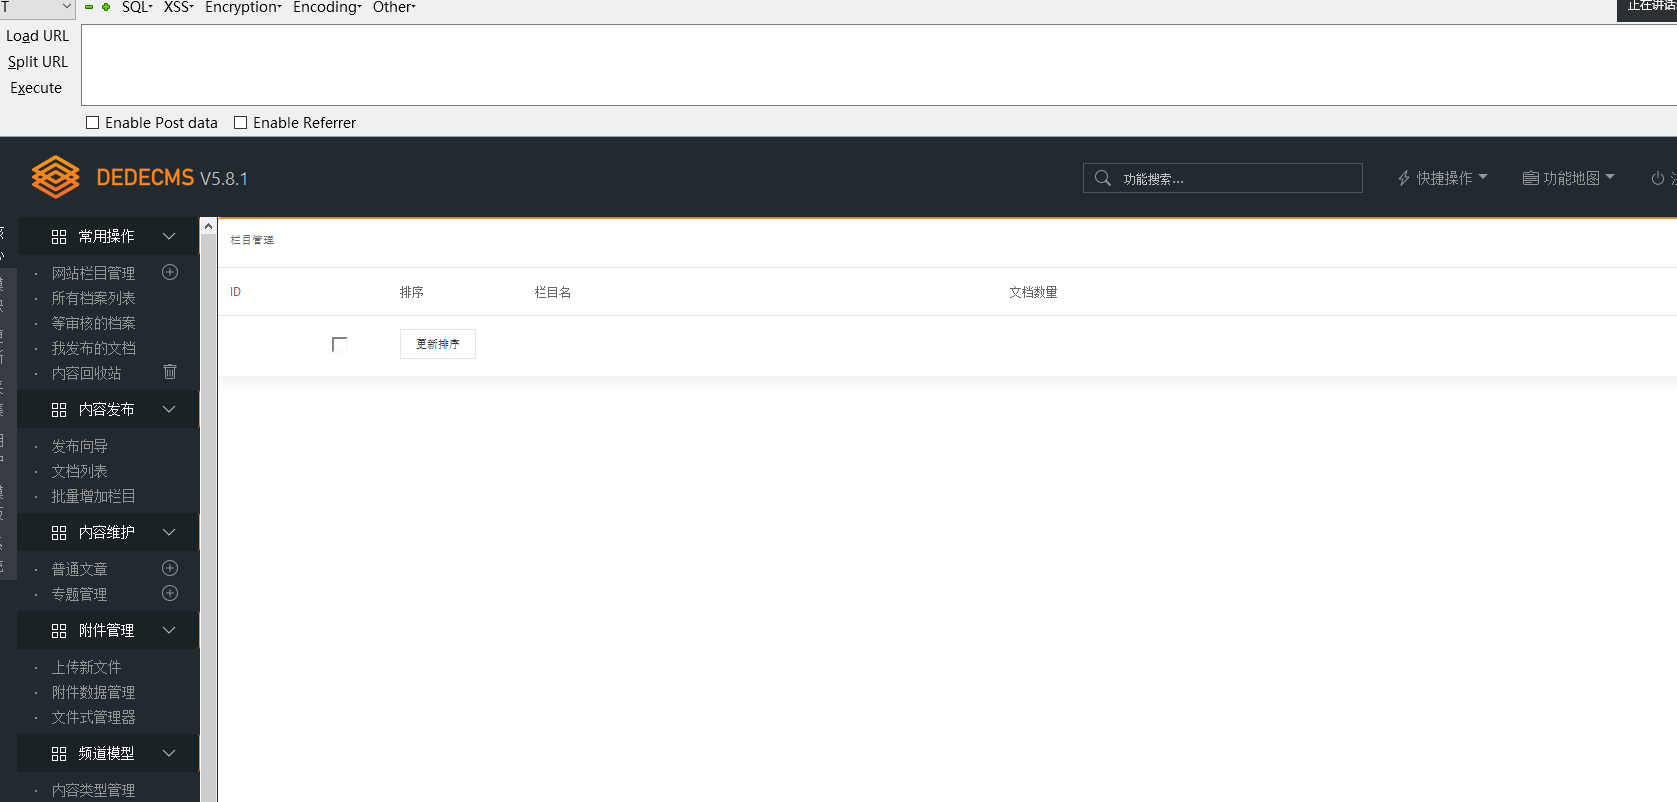 SQL XSS Encryption Encoding Other
正在讲话
Load URL
Split URL
Execute
Enable Post data Enable Referrer
DEDECMS V5.8.1
功能搜索...
快捷操作
功能地图
常用操作
网站栏目管理
所有档案列表
等审核的档案
我发布的文档
内容回收站
内容发布
发布向导
文档列表
批量增加栏目
内容维护
普通文章
专题管理
附件管理
上传新文件
附件数据管理
文件式管理器
频道模型
内容类型管理
栏目管理
ID 排序 栏目名 文档数量
更新排序